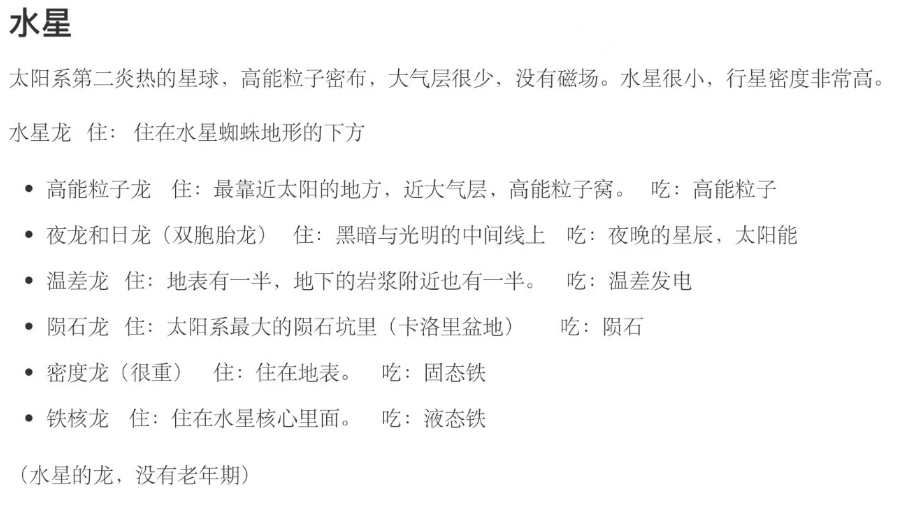 水星
太阳系第二炎热的星球，高能粒子密布，大气层很少，没有磁场。水星很小，行星密度非常高。
水星龙 住： 住在水星蜘蛛地形的下方
• 高能粒子龙 住：最靠近太阳的地方，近大气层，高能粒子窝。 吃：高能粒子
• 夜龙和日龙（双胞胎龙） 住：黑暗与光明的中间线上 吃：夜晚的星辰，太阳能
• 温差龙 住：地表有一半，地下的岩浆附近也有一半。 吃：温差发电
• 陨石龙 住：太阳系最大的陨石坑里（卡洛里盆地） 吃：陨石
• 密度龙（很重） 住：住在地表。 吃：固态铁
• 铁核龙 住：住在水星核心里面。 吃：液态铁
（水星的龙，没有老年期）